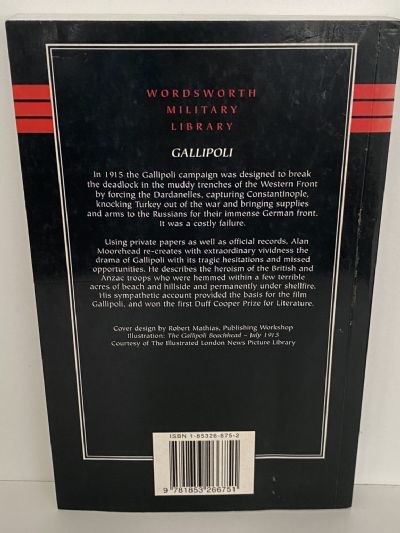 WORDSWORTH
MILITARY
LIBRARY
GALLIPOLI
In 1915 the Gallipoli campaign was designed to break
the deadlock in the muddy trenches of the Western Front
by forcing the Dardanelles, capturing Constantinople,
knocking Turkey out of the war and bringing supplies
and arms to the Russians for their immense German front.
It was a costly failure.
Using private papers as well as official records, Alan
Moorehead re-creates with extraordinary vividness the
drama of Gallipoli with its tragic hesitations and missed
opportunities. He describes the heroism of the British and
Anzac troops who were hemmed within a few terrible
acres of beach and hillside and permanently under shellfire.
His sympathetic account provided the basis for the film
Gallipoli, and won the first Duff Cooper Prize for Literature.
Cover design by Robert Mathias, Publishing Workshop
Illustration: The Gallipoli Beachhead – July 1915
Courtesy of The Illustrated London News Picture Library
ISBN 1-85326-675-2
9 781853 266751